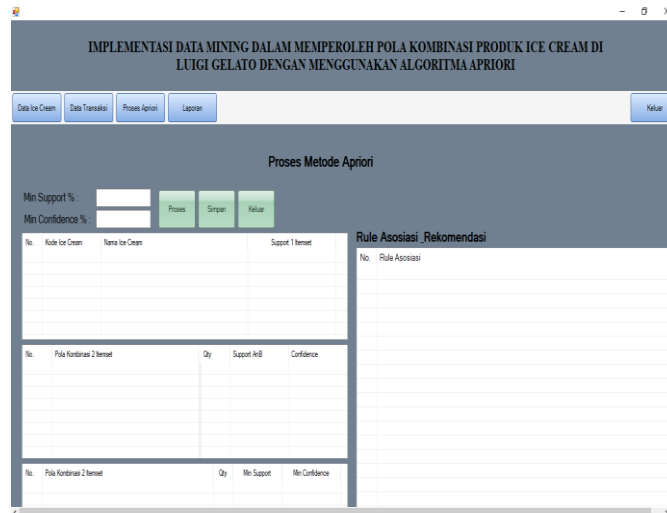 IMPLEMENTASI DATA MINING DALAM MEMPEROLEH POLA KOMBINASI PRODUK ICE CREAM DI
LUIGI GELATO DENGAN MENGGUNAKAN ALGORITMA APRIORI
Data Ice Cream Data Transaksi Proses Apriori Laporan Keluar
Proses Metode Apriori
Min Support % :
Min Confidence % :
Proses Simpan Keluar
No. Kode Ice Cream Nama Ice Cream Support 1 Itemset
No. Pola Kombinasi 2 Itemset Qty Support AnB Confidence
No. Pola Kombinasi 2 Itemset Qty Min Support Min Confidence
Rule Asosiasi _Rekomendasi
No. Rule Asosiasi